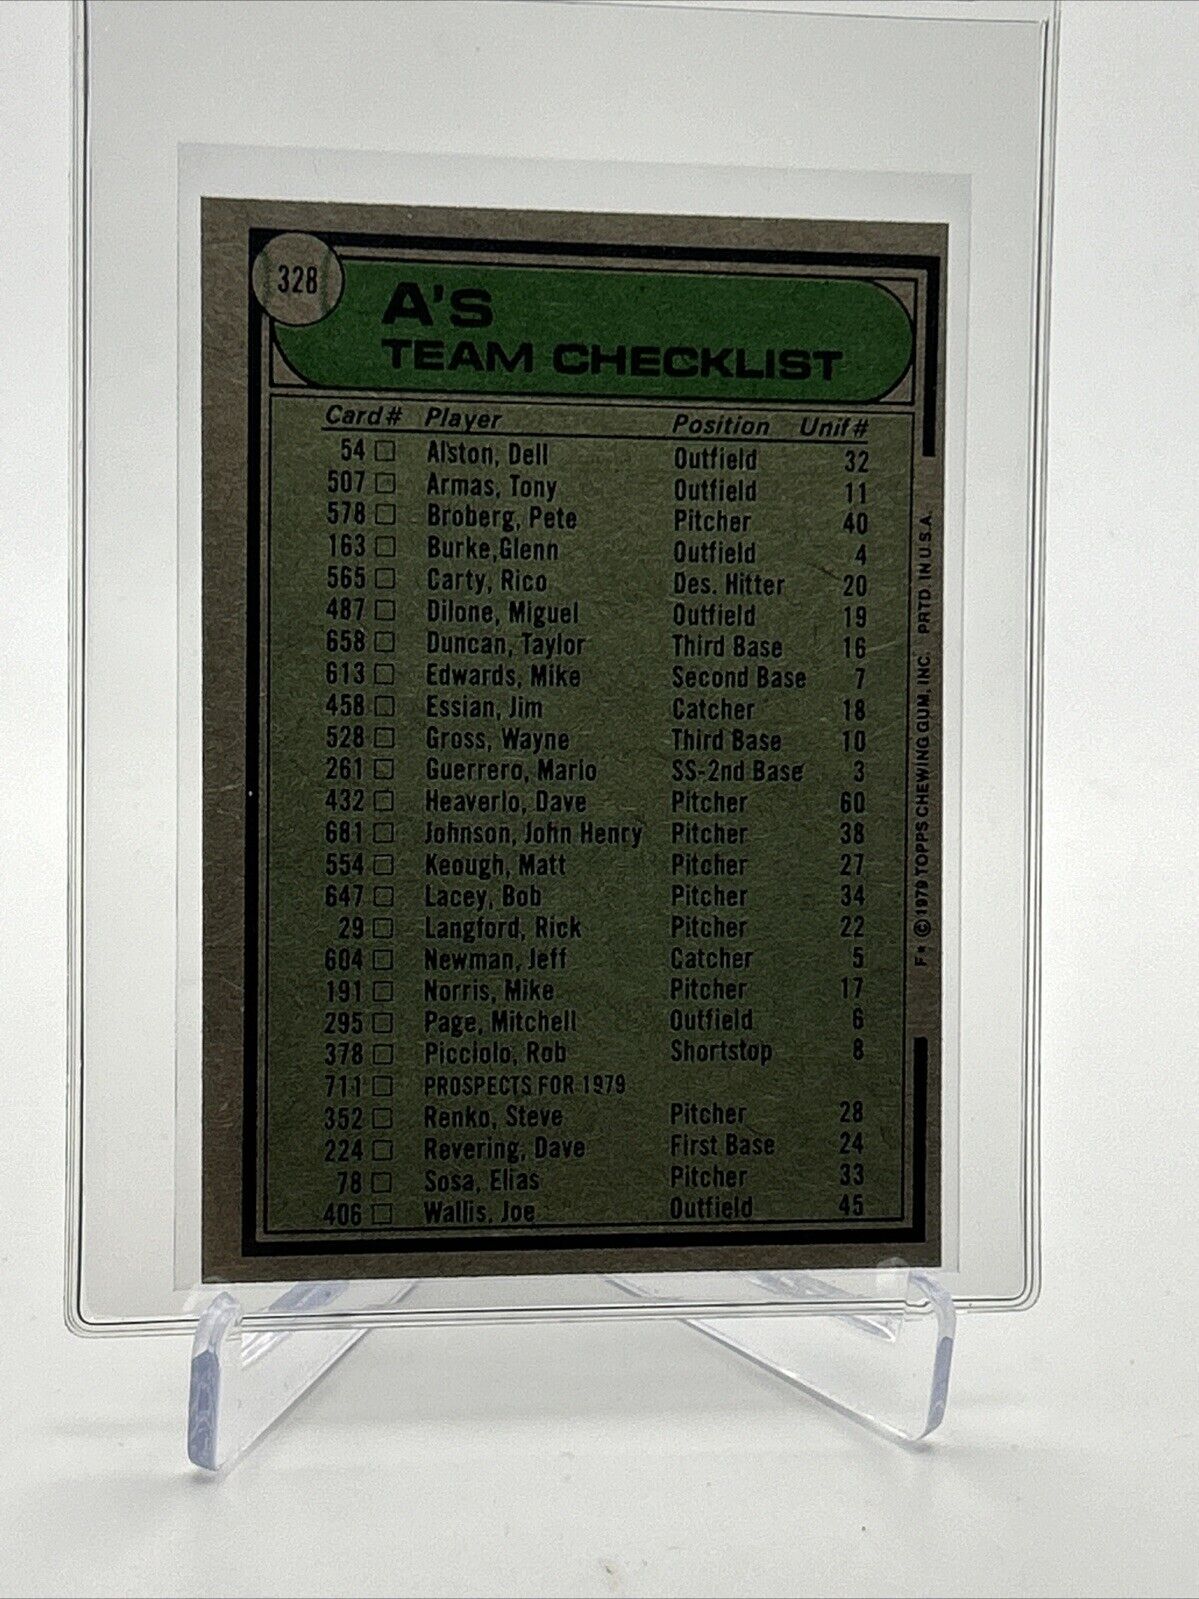 328
A'S
TEAM CHECKLIST
Card# Player Position Unif#
54 □ Alston, Dell Outfield 32
507 □ Armas, Tony Outfield 11
578 □ Broberg, Pete Pitcher 40
163 □ Burke,Glenn Outfield 4
565 □ Carty, Rico Des. Hitter 20
487 □ Dilone, Miguel Outfield 19
658 □ Duncan, Taylor Third Base 16
613 □ Edwards, Mike Second Base 7
458 □ Essian, Jim Catcher 18
528 □ Gross, Wayne Third Base 10
261 □ Guerrero, Mario SS-2nd Base 3
432 □ Heaverlo, Dave Pitcher 60
681 □ Johnson, John Henry Pitcher 38
554 □ Keough, Matt Pitcher 27
647 □ Lacey, Bob Pitcher 34
29 □ Langford, Rick Pitcher 22
604 □ Newman, Jeff Catcher 5
191 □ Norris, Mike Pitcher 17
295 □ Page, Mitchell Outfield 6
378 □ Picciolo, Rob Shortstop 8
711 □ PROSPECTS FOR 1979
352 □ Renko, Steve Pitcher 28
224 □ Revering, Dave First Base 24
78 □ Sosa, Elias Pitcher 33
406 □ Wallis, Joe Outfield 45
F* © 1979 TOPPS CHEWING GUM, INC. PRTD. IN U.S.A.